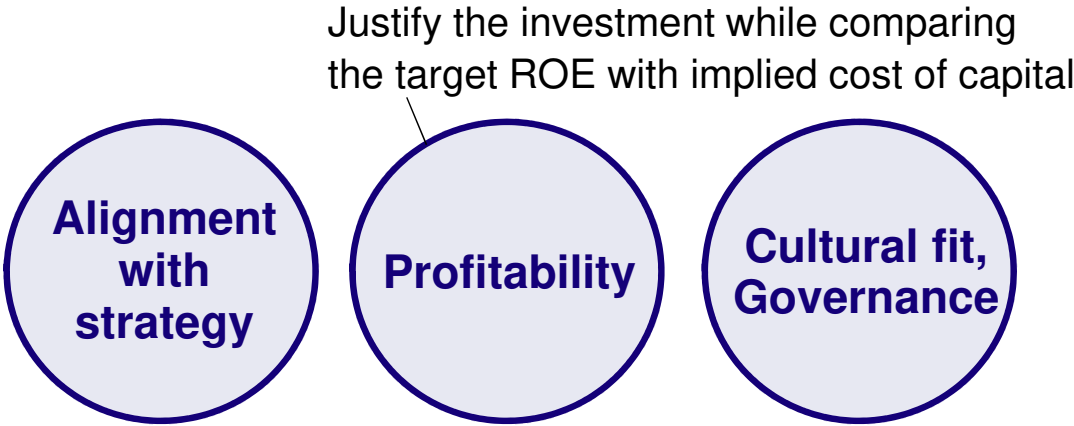 Justify the investment while comparing
the target ROE with implied cost of capital
Alignment
with
strategy
Profitability
Cultural fit,
Governance